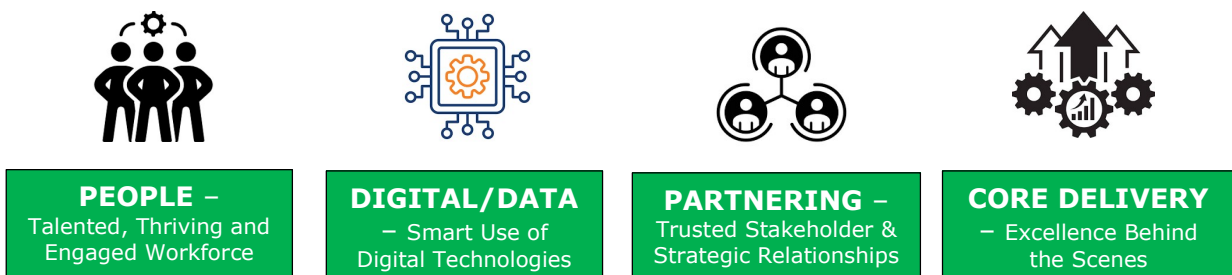 PEOPLE –
Talented, Thriving and
Engaged Workforce
DIGITAL/DATA
– Smart Use of
Digital Technologies
PARTNERING –
Trusted Stakeholder &
Strategic Relationships
CORE DELIVERY
– Excellence Behind
the Scenes